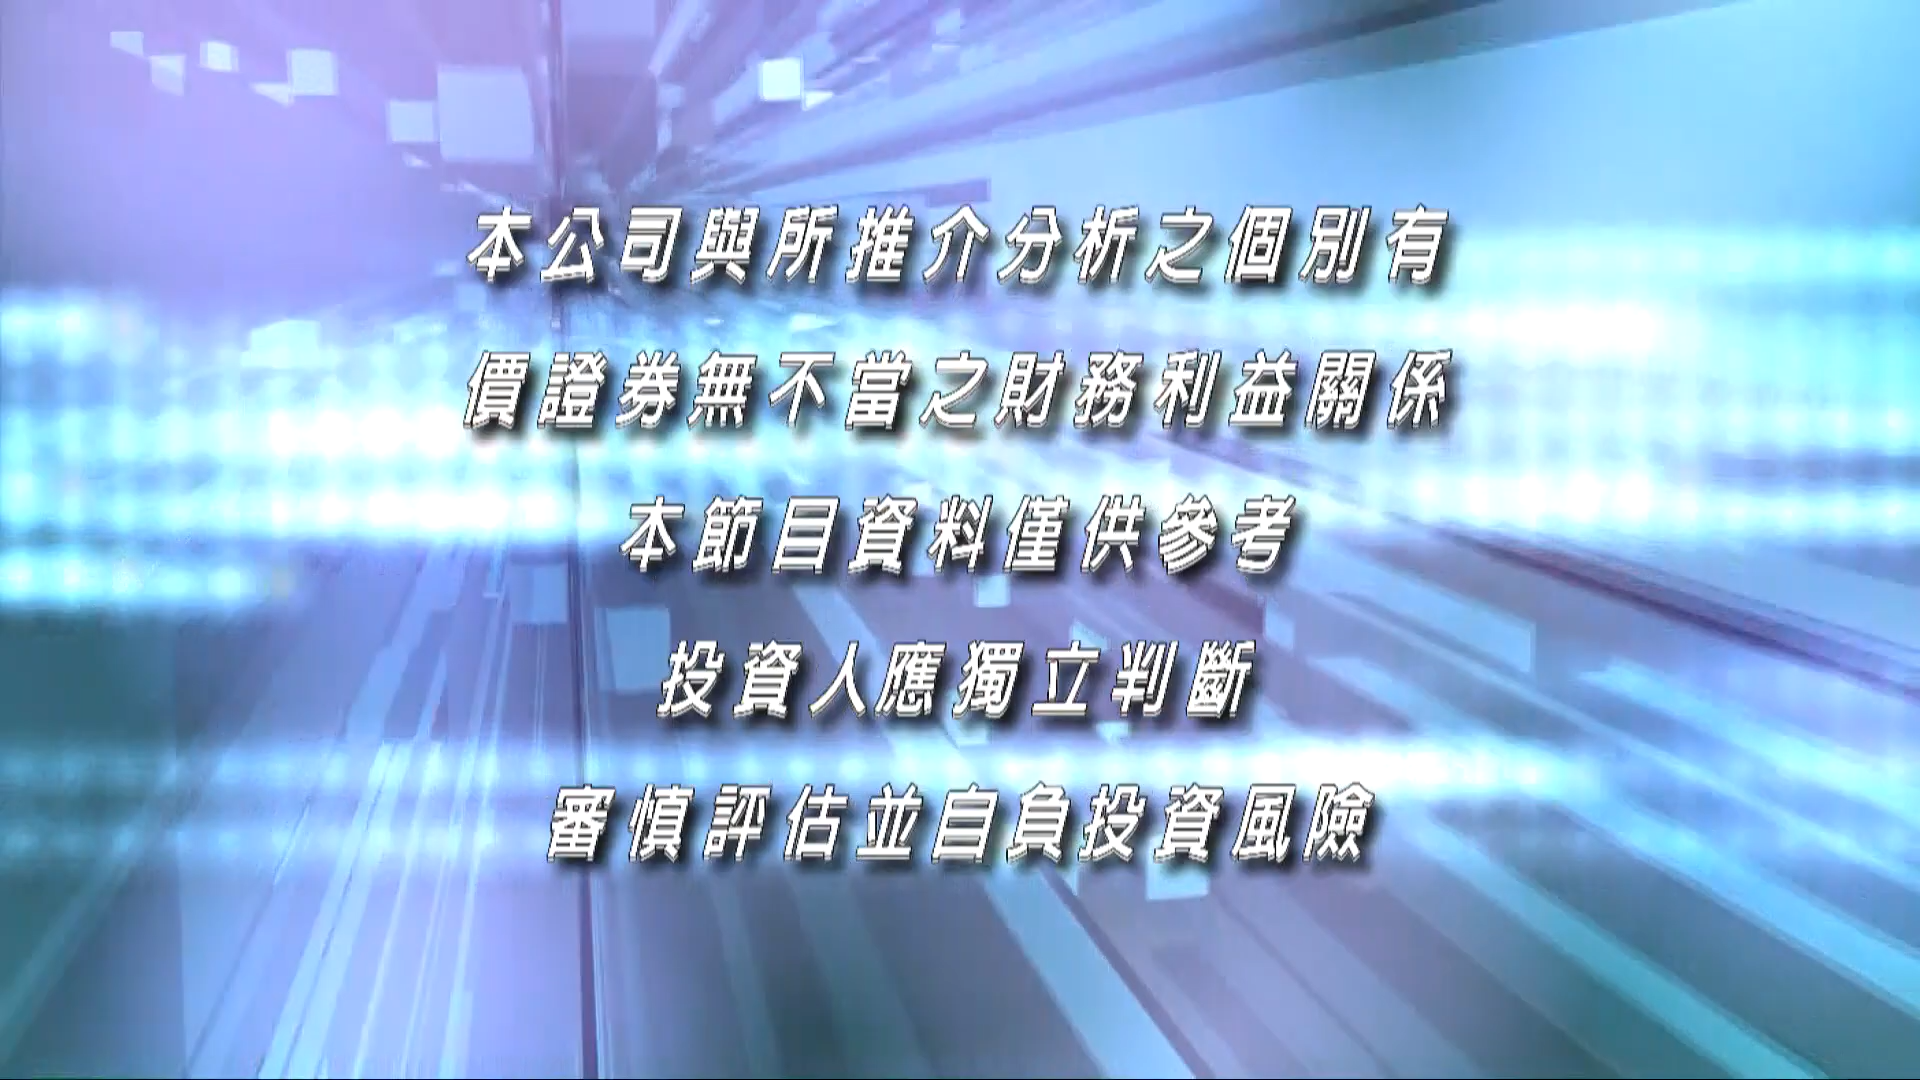 本公司與所推介分析之個別有
價證券無不當之財務利益關係
本節目資料僅供參考
投資人應獨立判斷
審慎評估並自負投資風險